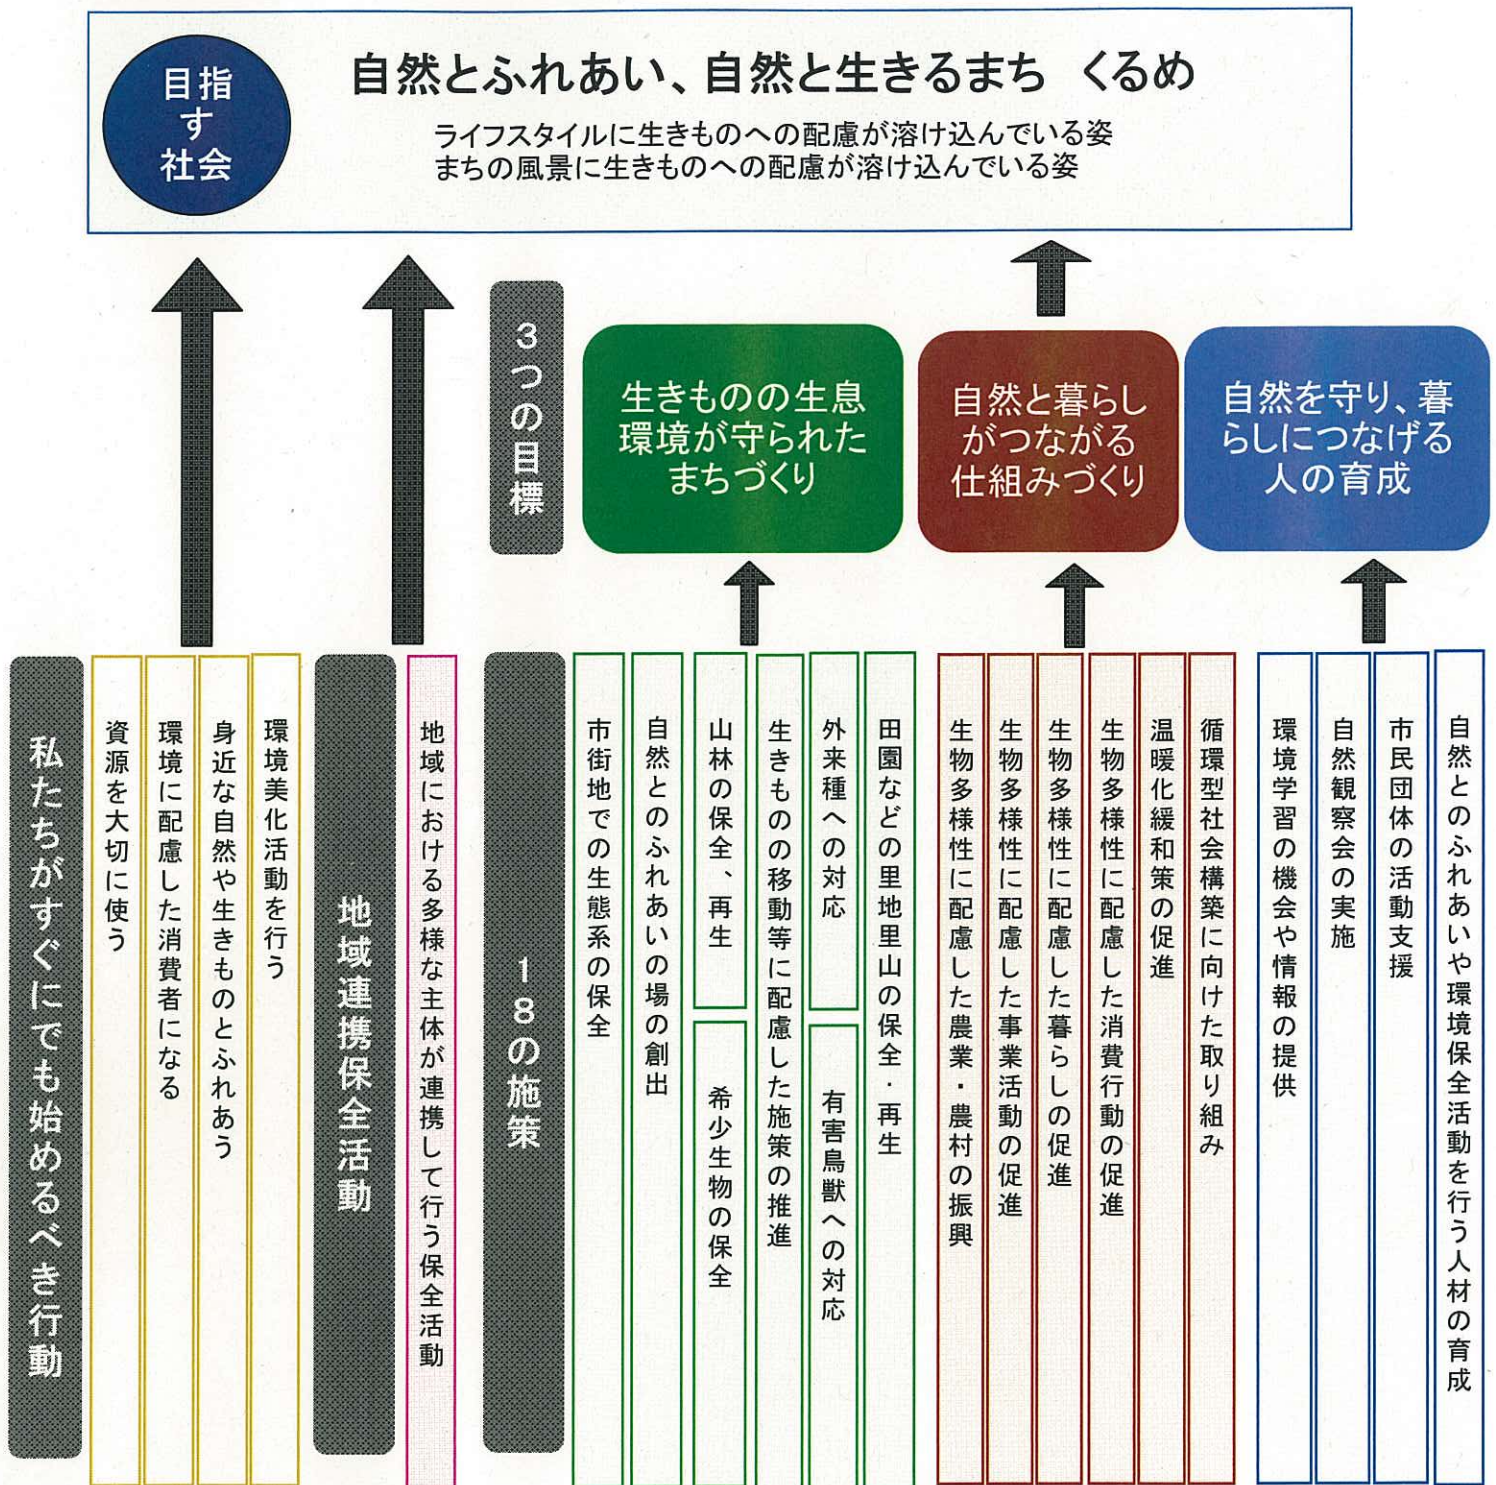 目指
す
社会
自然とふれあい、自然と生きるまち くるめ
ライフスタイルに生きものへの配慮が溶け込んでいる姿
まちの風景に生きものへの配慮が溶け込んでいる姿
3つの目標
生きものの生息
環境が守られた
まちづくり
自然と暮らし
がつながる
仕組みづくり
自然を守り、暮
らしにつなげる
人の育成
私たちがすぐにでも始めるべき行動
資源を大切に使う
環境に配慮した消費者になる
身近な自然や生きものとふれあう
環境美化活動を行う
地域連携保全活動
地域における多様な主体が連携して行う保全活動
18の施策
市街地での生態系の保全
自然とのふれあいの場の創出
山林の保全、再生
希少生物の保全
生きものの移動等に配慮した施策の推進
外来種への対応
有害鳥獣への対応
田園などの里地里山の保全・再生
生物多様性に配慮した農業・農村の振興
生物多様性に配慮した事業活動の促進
生物多様性に配慮した暮らしの促進
生物多様性に配慮した消費行動の促進
温暖化緩和策の促進
循環型社会構築に向けた取り組み
環境学習の機会や情報の提供
自然観察会の実施
市民団体の活動支援
自然とのふれあいや環境保全活動を行う人材の育成